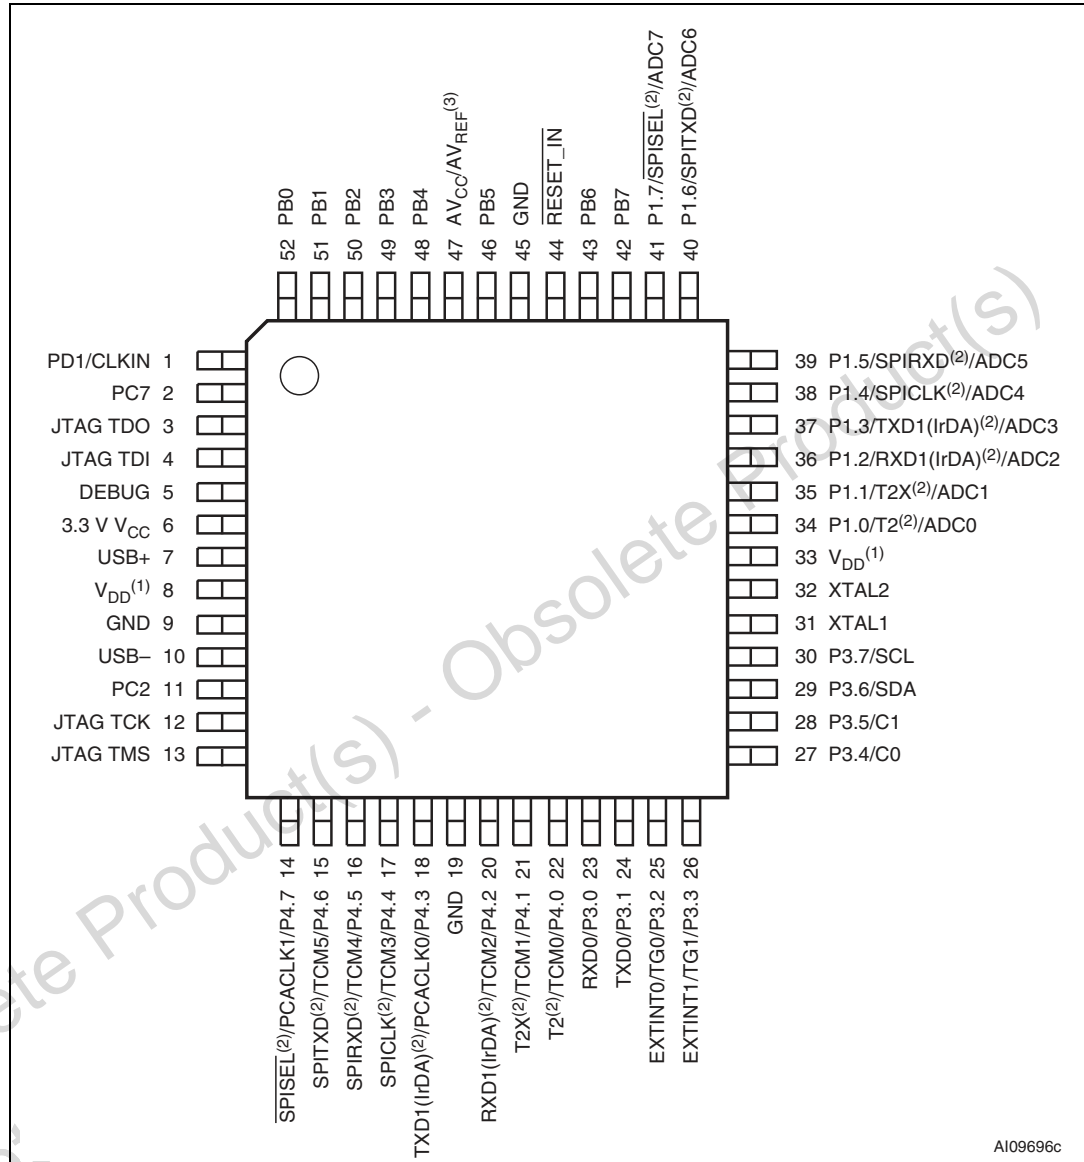 52 PB0
51 PB1
50 PB2
49 PB3
48 PB4
47 AVCC/AVREF(3)
46 PB5
45 GND
44 RESET_IN
43 PB6
42 PB7
41 P1.7/SPISEL(2)/ADC7
40 P1.6/SPITXD(2)/ADC6
PD1/CLKIN 1
PC7 2
JTAG TDO 3
JTAG TDI 4
DEBUG 5
3.3 V VCC 6
USB+ 7
VDD(1) 8
GND 9
USB– 10
PC2 11
JTAG TCK 12
JTAG TMS 13
39 P1.5/SPIRXD(2)/ADC5
38 P1.4/SPICLK(2)/ADC4
37 P1.3/TXD1(IrDA)(2)/ADC3
36 P1.2/RXD1(IrDA)(2)/ADC2
35 P1.1/T2X(2)/ADC1
34 P1.0/T2(2)/ADC0
33 VDD(1)
32 XTAL2
31 XTAL1
30 P3.7/SCL
29 P3.6/SDA
28 P3.5/C1
27 P3.4/C0
SPISEL(2)/PCACLK1/P4.7 14
SPITXD(2)/TCM5/P4.6 15
SPIRXD(2)/TCM4/P4.5 16
SPICLK(2)/TCM3/P4.4 17
TXD1(IrDA)(2)/PCACLK0/P4.3 18
GND 19
RXD1(IrDA)(2)/TCM2/P4.2 20
T2X(2)/TCM1/P4.1 21
T2(2)/TCM0/P4.0 22
RXD0/P3.0 23
TXD0/P3.1 24
EXTINT0/TG0/P3.2 25
EXTINT1/TG1/P3.3 26
ete Product(s) - Obsolete Product(s)
AI09696c